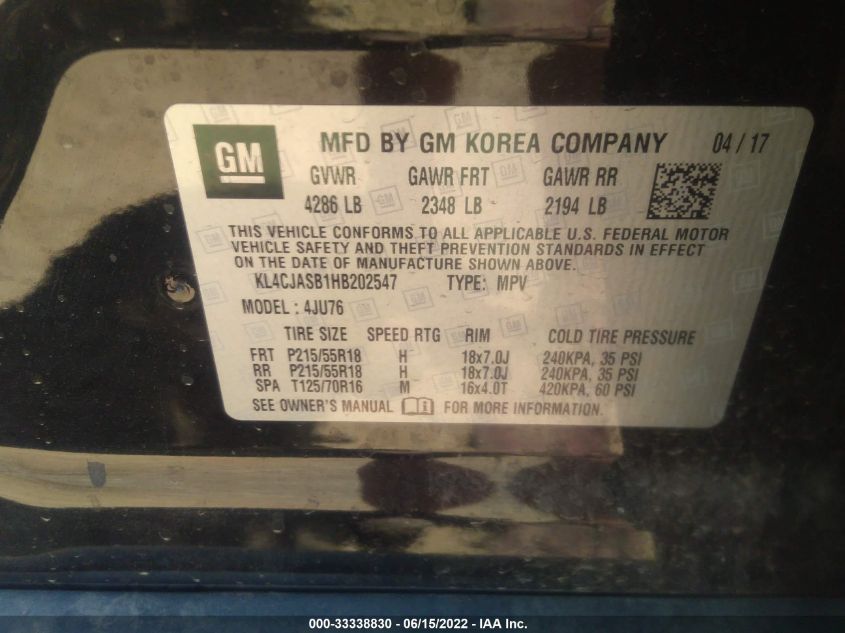 GM
MFD BY GM KOREA COMPANY 04 / 17
GVWR GAWR FRT GAWR RR
4286 LB 2348 LB 2194 LB
THIS VEHICLE CONFORMS TO ALL APPLICABLE U.S. FEDERAL MOTOR
VEHICLE SAFETY AND THEFT PREVENTION STANDARDS IN EFFECT
ON THE DATE OF MANUFACTURE SHOWN ABOVE.
KL4CJASB1HB202547 TYPE: MPV
MODEL : 4JU76
TIRE SIZE SPEED RTG RIM COLD TIRE PRESSURE
FRT P215/55R18 H 18x7.0J 240KPA, 35 PSI
RR P215/55R18 H 18x7.0J 240KPA, 35 PSI
SPA T125/70R16 M 16x4.0T 420KPA, 60 PSI
SEE OWNER'S MANUAL i FOR MORE INFORMATION.
000-33338830 - 06/15/2022 - IAA Inc.